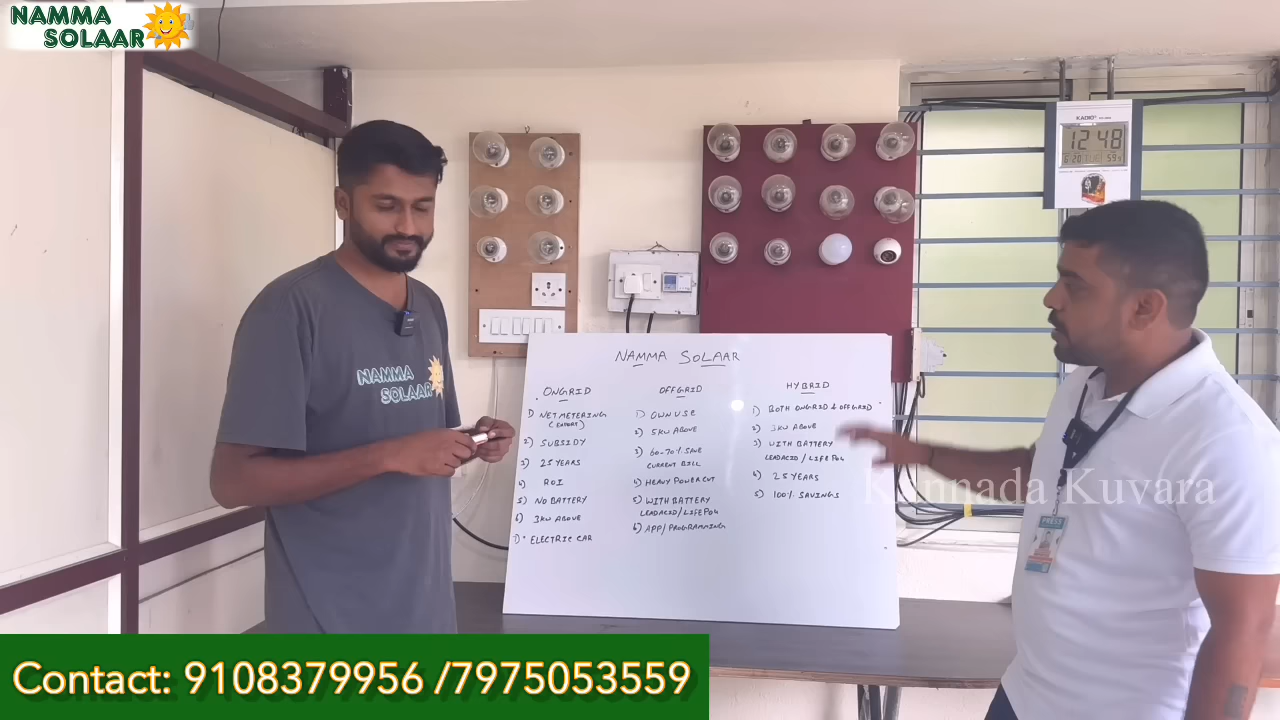 NAMMA
SOLAAR
KADIO
12 48
NAMMA SOLAAR
ONGRID
1) NET METERING
(EXPORT)
2) SUBSIDY
3) 25 YEARS
4) ROI
5) NO BATTERY
6) 3KW ABOVE
7) ELECTRIC CAR
OFFGRID
1) OWN USE
2) 5KW ABOVE
3) 60-70% SAVE
CURRENT BILL
4) HEAVY POWERCUT
5) WITH BATTERY
LEADACID/LIFEPO4
6) APP/PROGRAMMING
HYBRID
1) BOTH ONGRID & OFFGRID
2) 3KW ABOVE
3) WITH BATTERY
LEADACID/LIFEPO4
4) 25 YEARS
5) 100% SAVINGS
NAMMA
SOLAAR
Kannada Kuvara
PRESS
Contact: 9108379956 /7975053559